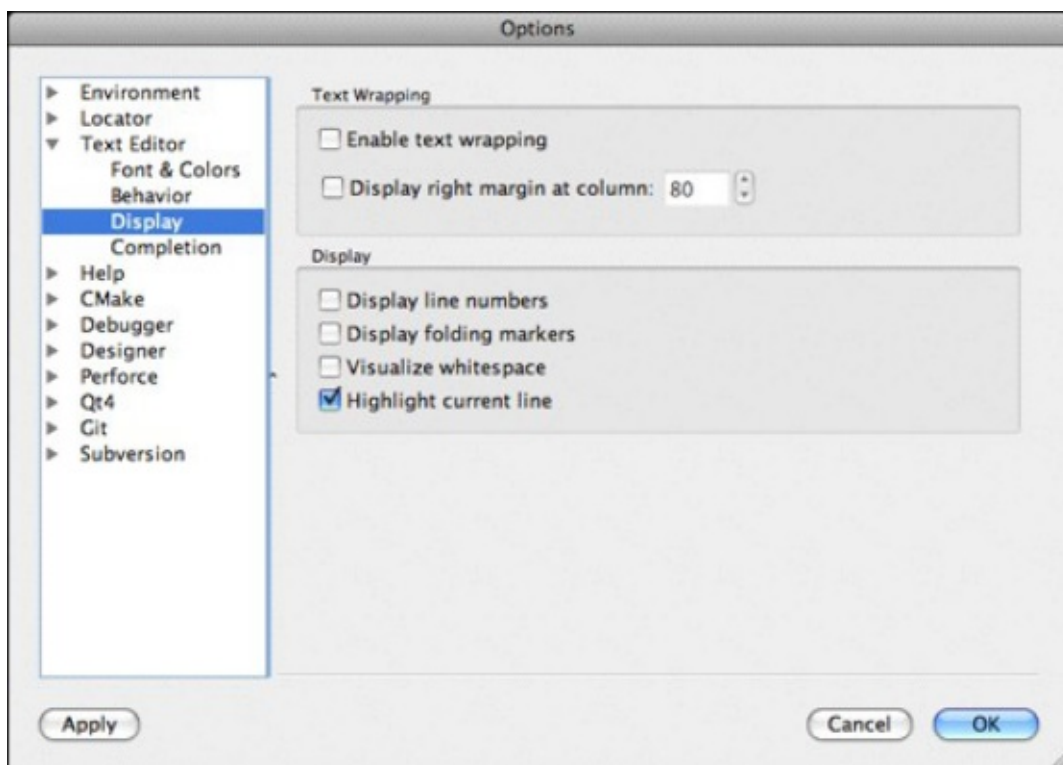 Options
Environment
Locator
Text Editor
Font & Colors
Behavior
Display
Completion
Help
CMake
Debugger
Designer
Perforce
Qt4
Git
Subversion
Text Wrapping
Enable text wrapping
Display right margin at column: 80
Display
Display line numbers
Display folding markers
Visualize whitespace
Highlight current line
Apply
Cancel
OK